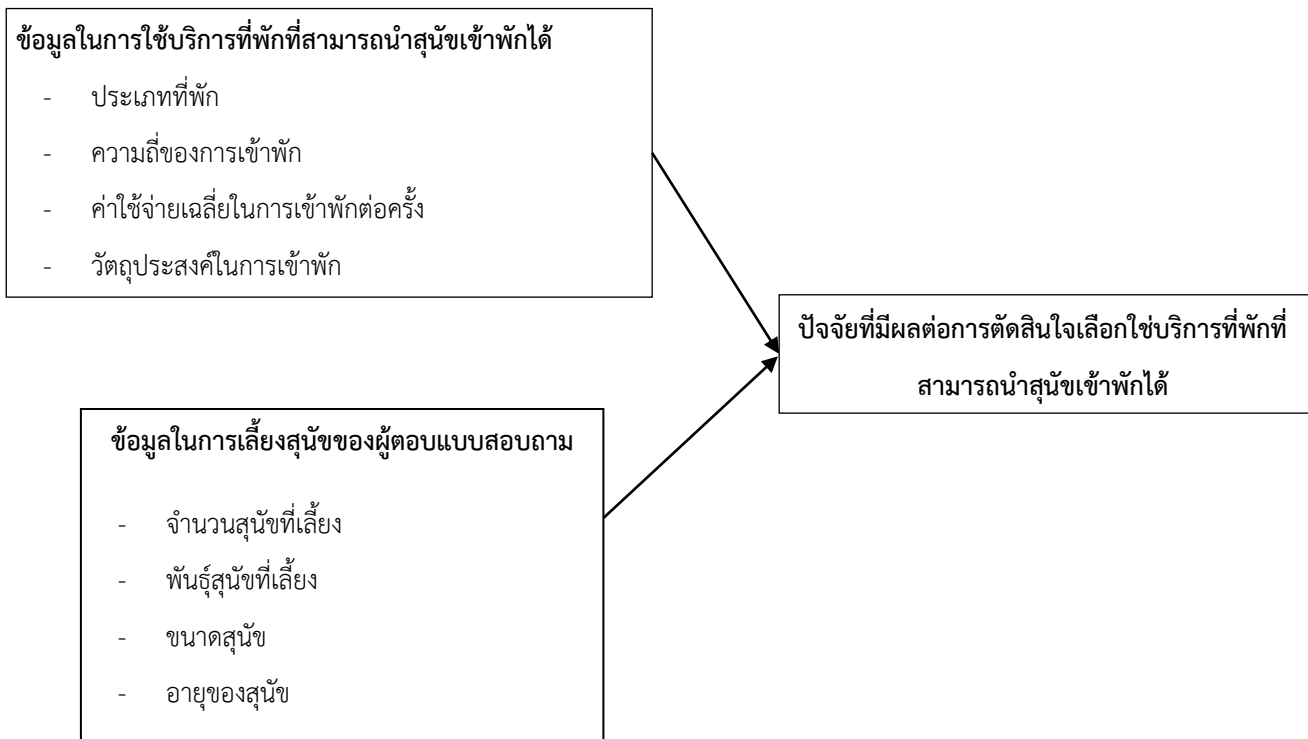 ข้อมูลในการใช้บริการที่พักที่สามารถนำสุนัขเข้าพักได้
- ประเภทที่พัก
- ความถี่ของการเข้าพัก
- ค่าใช้จ่ายเฉลี่ยในการเข้าพักต่อครั้ง
- วัตถุประสงค์ในการเข้าพัก
ปัจจัยที่มีผลต่อการตัดสินใจเลือกใช่บริการที่พักที่
สามารถนำสุนัขเข้าพักได้
ข้อมูลในการเลี้ยงสุนัขของผู้ตอบแบบสอบถาม
- จำนวนสุนัขที่เลี้ยง
- พันธุ์สุนัขที่เลี้ยง
- ขนาดสุนัข
- อายุของสุนัข